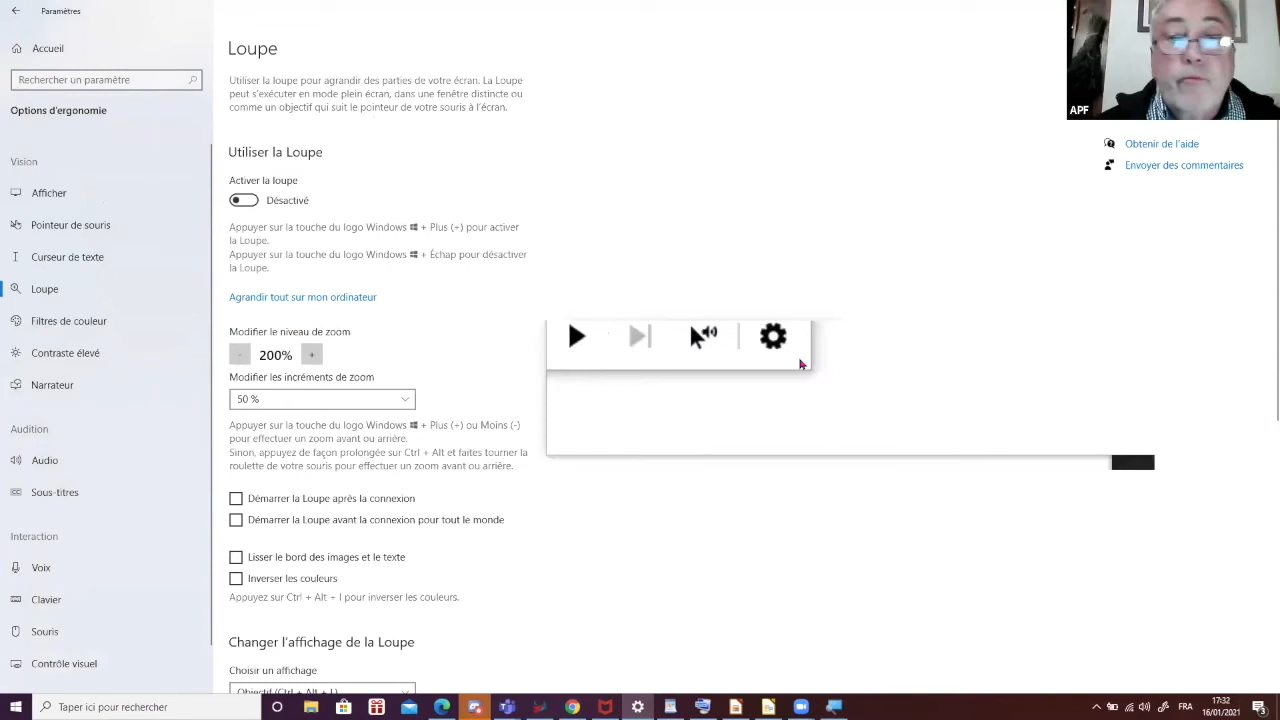 Paramètres
Accueil
Rechercher un paramètre
Options d'ergonomie
Vision
Afficher
Pointeur de souris
Curseur de texte
Loupe
Filtres de couleur
Contraste élevé
Narrateur
Audition
Audio
Sous-titres
Interaction
Voix
Clavier
Souris
Contrôle visuel
Loupe
Utiliser la loupe pour agrandir des parties de votre écran. La Loupe
peut s'exécuter en mode plein écran, dans une fenêtre distincte ou
comme un objectif qui suit le pointeur de votre souris à l'écran.
Utiliser la Loupe
Activer la loupe
Désactivé
Appuyer sur la touche du logo Windows + Plus (+) pour activer
la Loupe.
Appuyer sur la touche du logo Windows + Échap pour désactiver
la Loupe.
Agrandir tout sur mon ordinateur
Modifier le niveau de zoom
- 200% +
Modifier les incréments de zoom
50 %
Appuyer sur la touche du logo Windows + Plus (+) ou Moins (-)
pour effectuer un zoom avant ou arrière.
Sinon, appuyez de façon prolongée sur Ctrl + Alt et faites tourner la
roulette de votre souris pour effectuer un zoom avant ou arrière.
Démarrer la Loupe après la connexion
Démarrer la Loupe avant la connexion pour tout le monde
Lisser le bord des images et le texte
Inverser les couleurs
Appuyez sur Ctrl + Alt + I pour inverser les couleurs.
Changer l'affichage de la Loupe
Choisir un affichage
Objectif (Ctrl + Alt + L)
APF
Obtenir de l'aide
Envoyer des commentaires
Taper ici pour rechercher
FR
17:32
16/01/2021
3